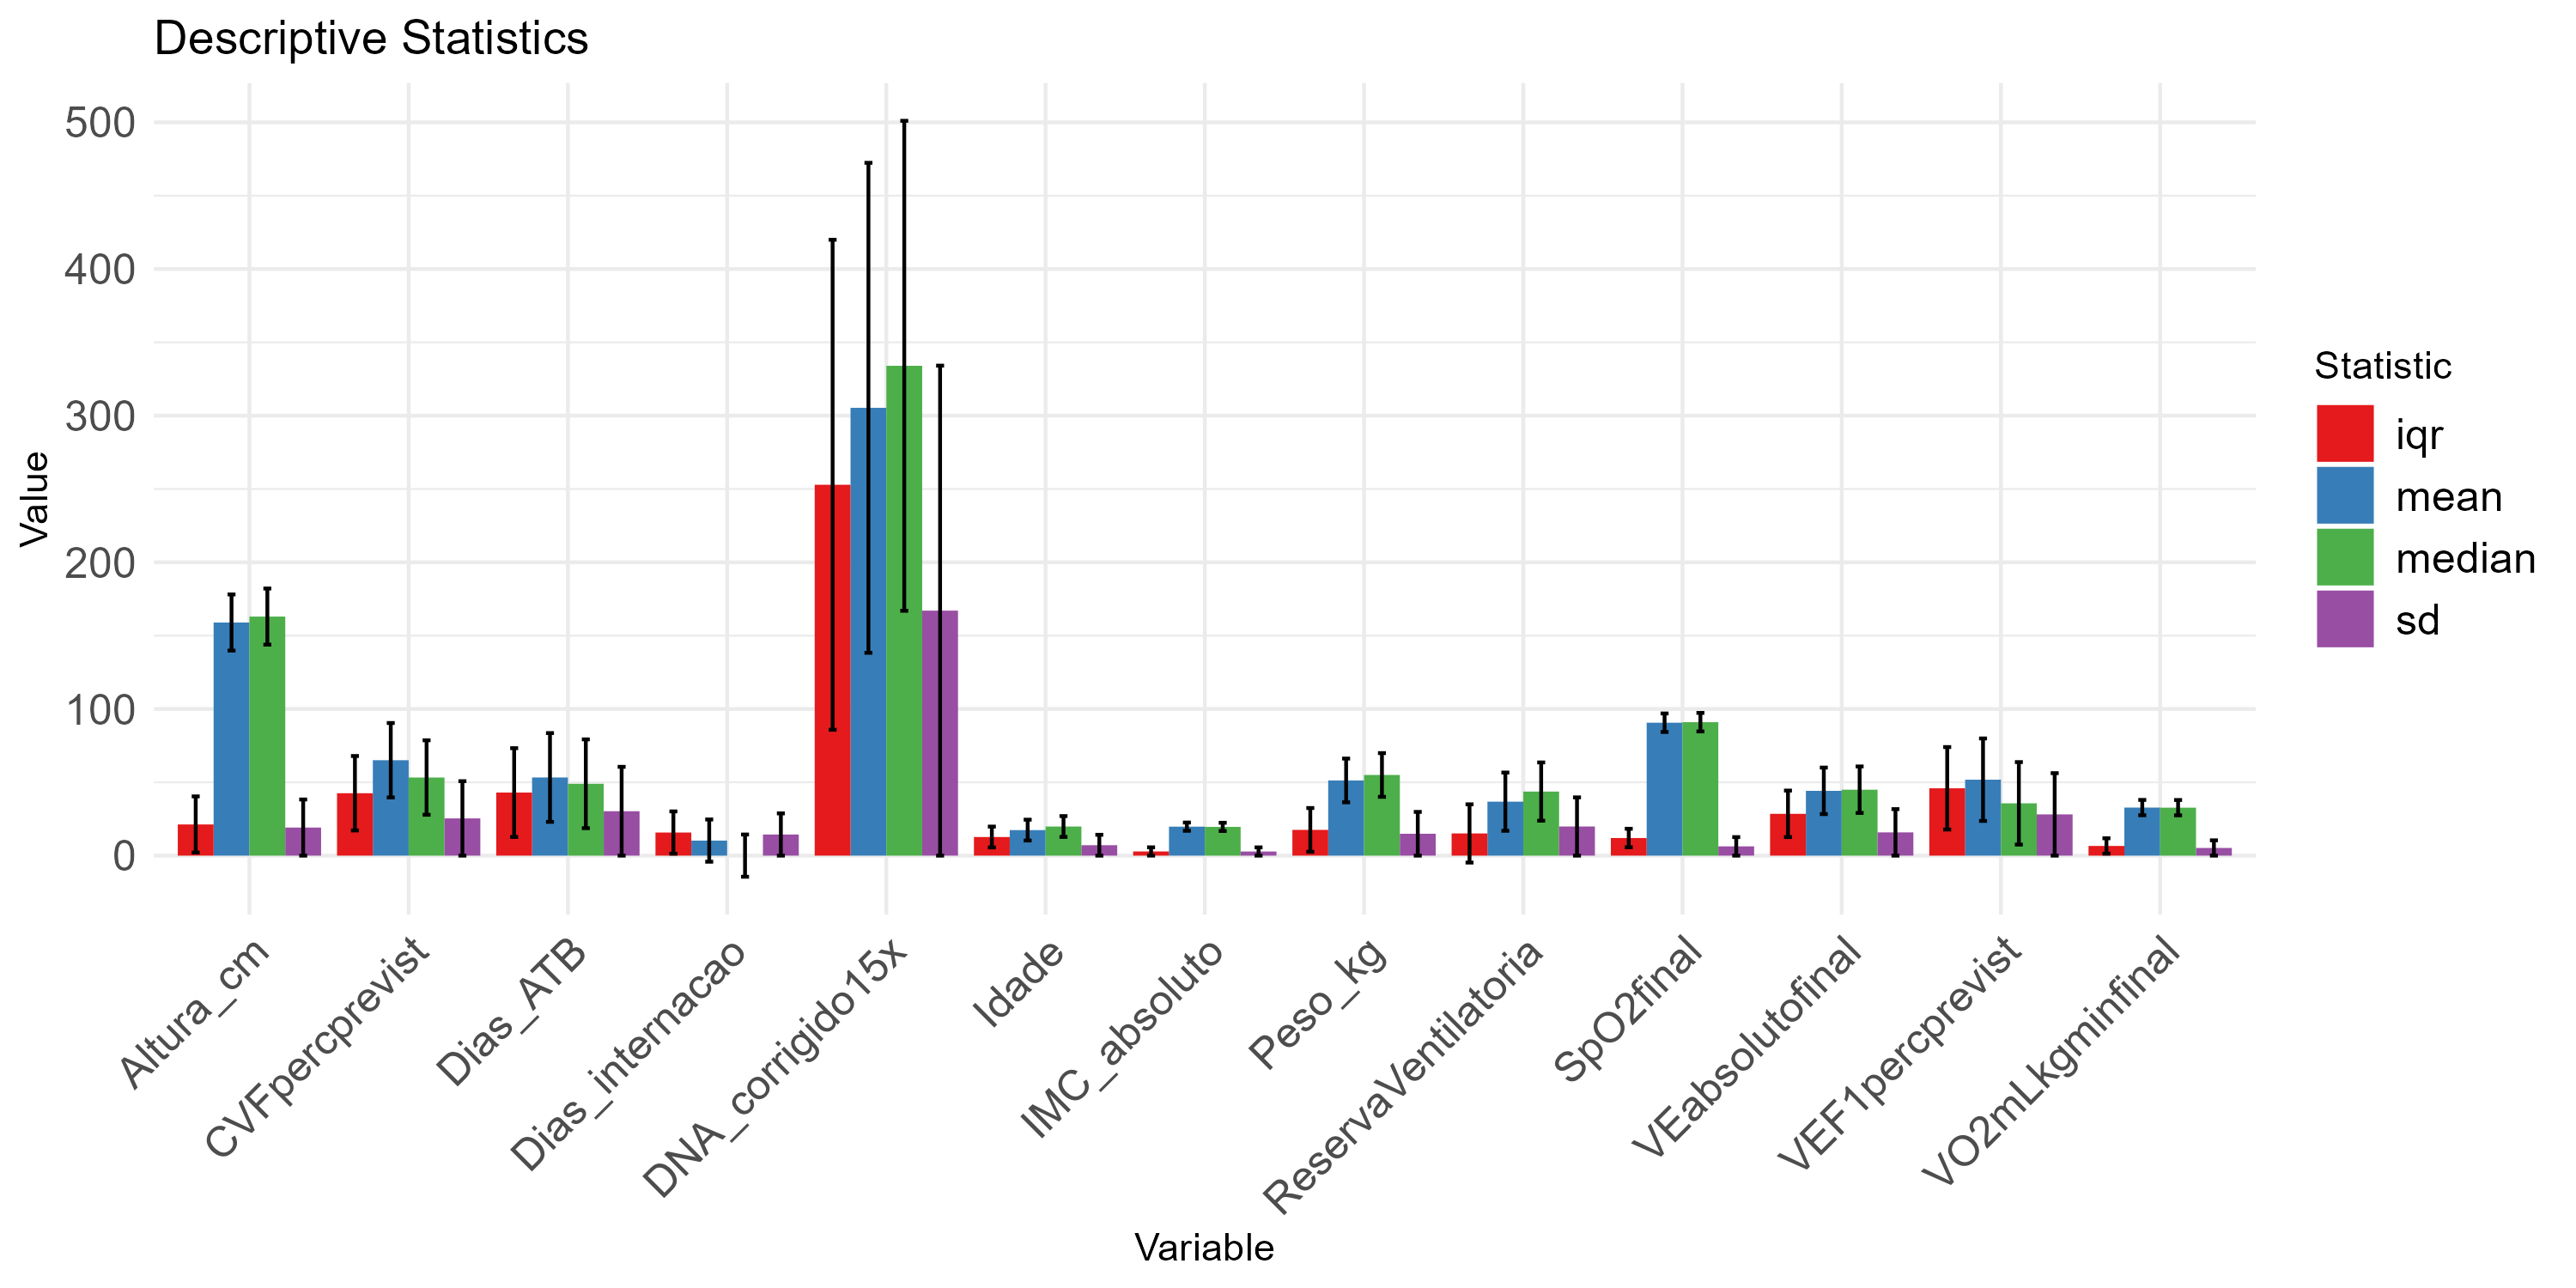 Descriptive Statistics
500
400
300
200
100
0
Value
Altura_cm
CVFpercprevist
Dias_ATB
Dias_internacao
DNA_corrigido15x
Idade
IMC_absoluto
Peso_kg
ReservaVentilatoria
SpO2final
VEabsolutofinal
VEF1percprevist
VO2mLkgminfinal
Variable
Statistic
iqr
mean
median
sd